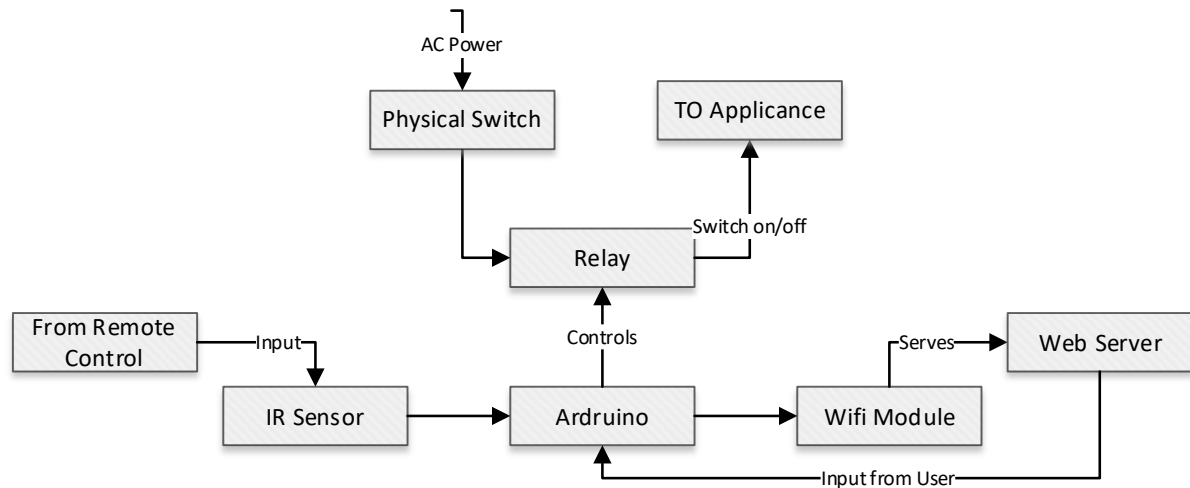 AC Power
Physical Switch
TO Applicance
Switch on/off
Relay
From Remote
Control
Input
Controls
Serves
Web Server
IR Sensor
Ardruino
Wifi Module
Input from User